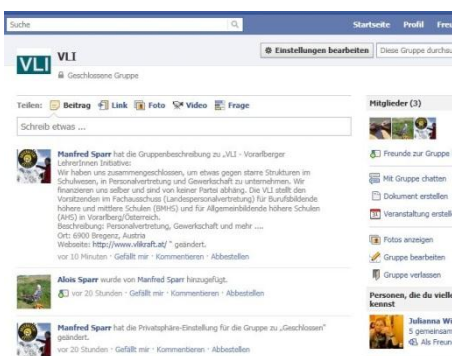 Suche
Startseite Profil Freu
VLI
VLI
Geschlossene Gruppe
Einstellungen bearbeiten
Diese Gruppe durchsu
Teilen: Beitrag Link Foto Video Frage
Schreib etwas ...
Manfred Sparr hat die Gruppenbeschreibung zu „VLI - Vorarlberger
LehrerInnen Initiative:
Wir haben uns zusammengeschlossen, um etwas gegen starre Strukturen im
Schulwesen, in Personalvertretung und Gewerkschaft zu unternehmen. Wir
finanzieren uns selber und sind von keiner Partei abhängig. Die VLI stellt den
Vorsitzenden im Fachausschuss (Landespersonalvertretung) für Berufsbildende
höhere und mittlere Schulen (BMHS) und für Allgemeinbildende höhere Schulen
(AHS) in Vorarlberg/Österreich.
Beschreibung: Personalvertretung, Gewerkschaft und mehr ....
Ort: 6900 Bregenz, Austria
Webseite: http://www.vlikraft.at/ " geändert.
vor 10 Minuten · Gefällt mir · Kommentieren · Abbestellen
Alois Sparr wurde von Manfred Sparr hinzugefügt.
vor 20 Stunden · Gefällt mir · Kommentieren · Abbestellen
Manfred Sparr hat die Privatsphäre-Einstellung für die Gruppe zu „Geschlossen"
geändert.
vor 20 Stunden · Gefällt mir · Kommentieren · Abbestellen
Mitglieder (3)
Freunde zur Gruppe
Mit Gruppe chatten
Dokument erstellen
Veranstaltung erstell
Fotos anzeigen
Gruppe bearbeiten
Gruppe verlassen
Personen, die du vielle
kennst
Julianna Wi
5 gemeinsam
Als Freun